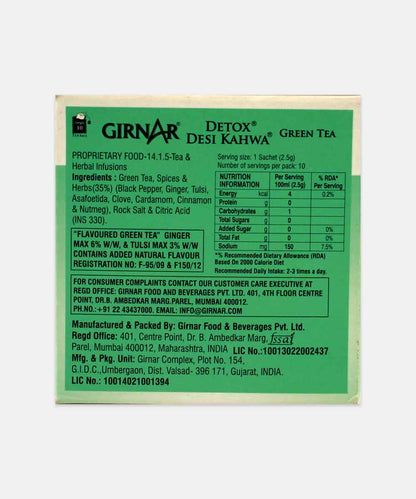 10
GIRNAR®
DETOX®
DESI KAHWA®
GREEN TEA
PROPRIETARY FOOD-14.1.5-Tea &
Herbal Infusions
Ingredients : Green Tea, Spices &
Herbs(35%) (Black Pepper, Ginger, Tulsi,
Asafoetida, Clove, Cardamom, Cinnamon
& Nutmeg), Rock Salt & Citric Acid
(INS 330).
"FLAVOURED GREEN TEA" GINGER
MAX 6% W/W, & TULSI MAX 3% W/W
CONTAINS ADDED NATURAL FLAVOUR
REGISTRATION NO: F-95/09 & F150/12
Serving size: 1 Sachet (2.5g)
Number of servings per pack: 10
NUTRITION INFORMATION Per Serving 100ml (2.5g) % RDA* Per Serving
Energy kcal 4 0.2%
Protein g 0
Carbohydrates g 1
Total Sugars g 0
Added Sugar g 0 0%
Total Fat g 0 0%
Sodium mg 150 7.5%
*% Recommended Dietary Allowance (RDA)
Based On 2000 Calorie Diet
Recommended Daily Intake: 2-3 times a day.
FOR CONSUMER COMPLAINTS CONTACT OUR CUSTOMER CARE EXECUTIVE AT
REGD OFFICE: GIRNAR FOOD AND BEVERAGES PVT. LTD. 401, 4TH FLOOR CENTRE
POINT, DR.B. AMBEDKAR MARG.PAREL, MUMBAI 400012.
PH.NO.:+91 22 43437000. EMAIL: INFO@GIRNAR.COM
Manufactured & Packed By: Girnar Food & Beverages Pvt. Ltd.
Regd Office: 401, Centre Point, Dr. B. Ambedkar Marg, fssai
Parel, Mumbai 400012, Maharashtra, INDIA LIC No.:10013022002437
Mfg. & Pkg. Unit: Girnar Complex, Plot No. 154,
G.I.D.C.,Umbergaon, Dist. Valsad- 396 171, Gujarat, INDIA.
LIC No.: 10014021001394